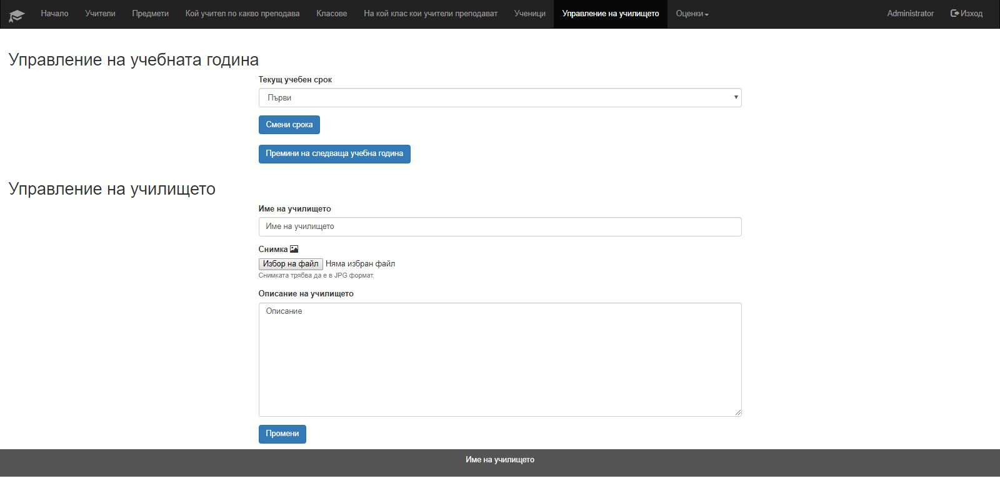 Начало Учители Предмети Кой учител по какво преподава Класове На кой клас кои учители преподават Ученици Управление на училището Оценки Administrator Изход
Управление на учебната година
Текущ учебен срок
Първи
Смени срока
Премини на следваща учебна година
Управление на училището
Име на училището
Име на училището
Снимка
Избор на файл Няма избран файл
Снимката трябва да е в JPG формат.
Описание на училището
Описание
Промени
Име на училището